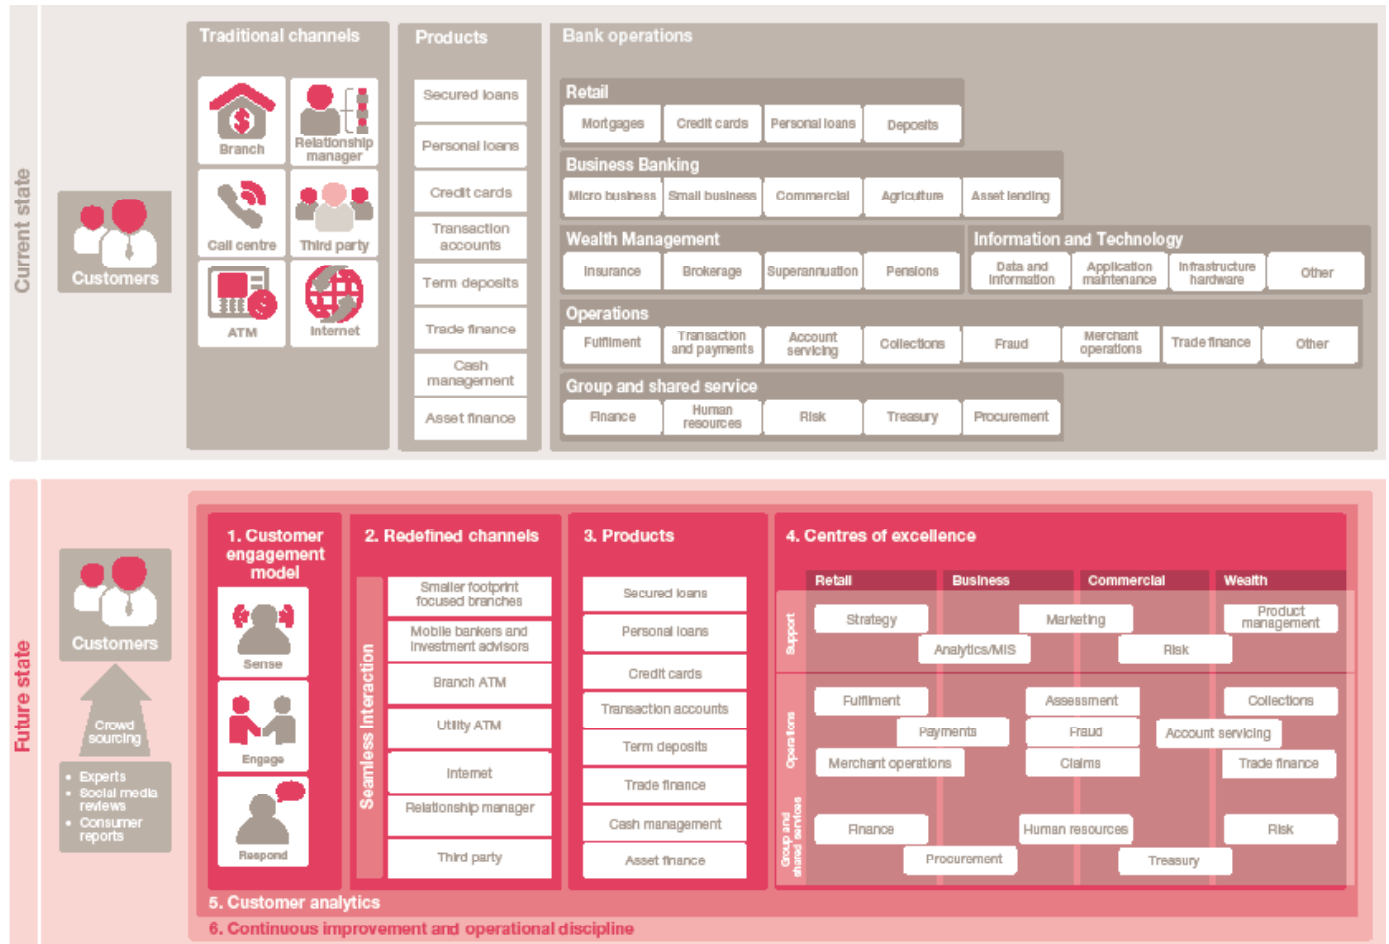 Current state
Customers
Traditional channels
Branch
Relationship
manager
Call centre
Third party
ATM
Internet
Products
Secured loans
Personal loans
Credit cards
Transaction
accounts
Term deposits
Trade finance
Cash
management
Asset finance
Bank operations
Retail
Mortgages
Credit cards
Personal loans
Deposits
Business Banking
Micro business
Small business
Commercial
Agriculture
Asset lending
Wealth Management
Insurance
Brokerage
Superannuation
Pensions
Information and Technology
Data and
Information
Application
maintenance
Infrastructure
hardware
Other
Operations
Fulfilment
Transaction
and payments
Account
servicing
Collections
Fraud
Merchant
operations
Trade finance
Other
Group and shared service
Finance
Human
resources
Risk
Treasury
Procurement
Future state
Customers
Crowd
sourcing
• Experts
• Social media
reviews
• Consumer
reports
1. Customer
engagement
model
Sense
Engage
Respond
2. Redefined channels
Seamless Interaction
Smaller footprint
focused branches
Mobile bankers and
Investment advisors
Branch ATM
Utility ATM
Internet
Relationship manager
Third party
3. Products
Secured loans
Personal loans
Credit cards
Transaction accounts
Term deposits
Trade finance
Cash management
Asset finance
4. Centres of excellence
Retail
Business
Commercial
Wealth
Support
Strategy
Marketing
Product
management
Analytics/MIS
Risk
Operations
Fulfilment
Assessment
Collections
Payments
Fraud
Account servicing
Merchant operations
Claims
Trade finance
Group and
shared services
Finance
Human resources
Risk
Procurement
Treasury
5. Customer analytics
6. Continuous improvement and operational discipline